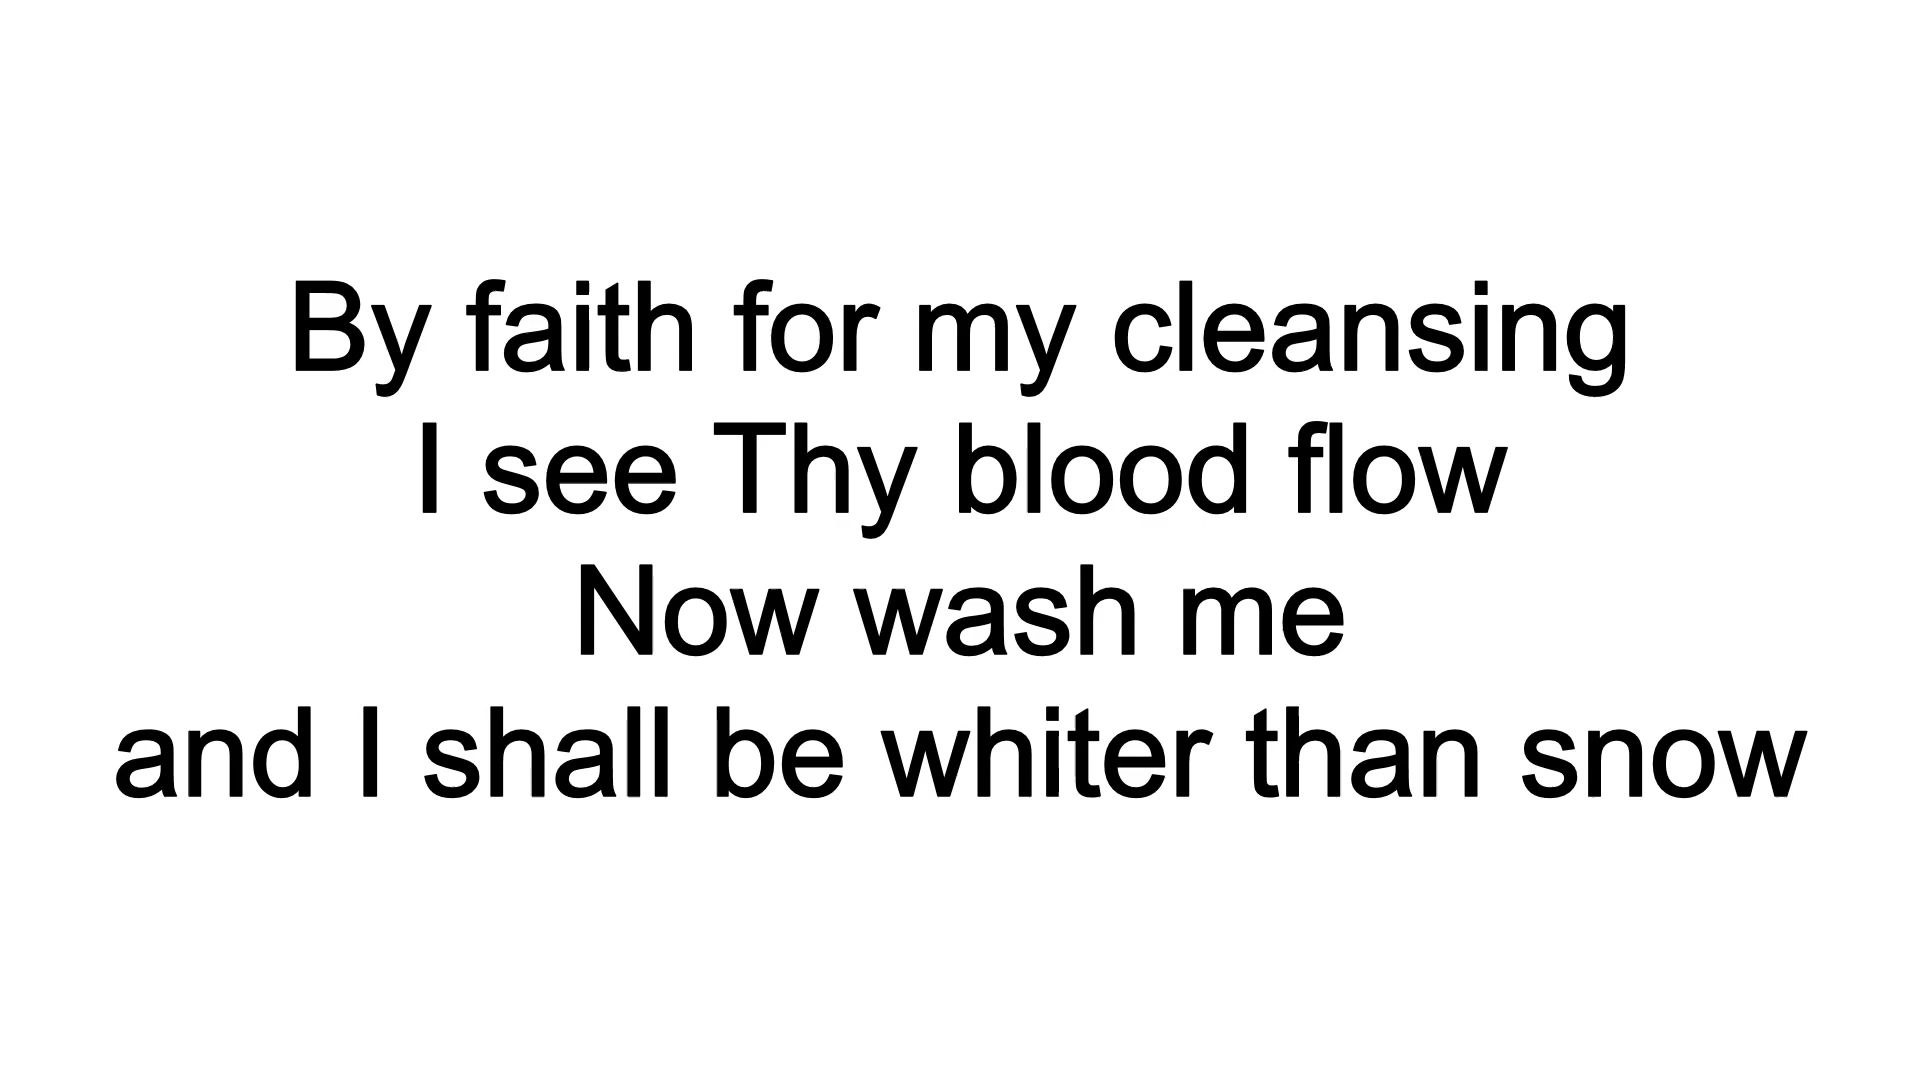 By faith for my cleansing
I see Thy blood flow
Now wash me
and I shall be whiter than snow